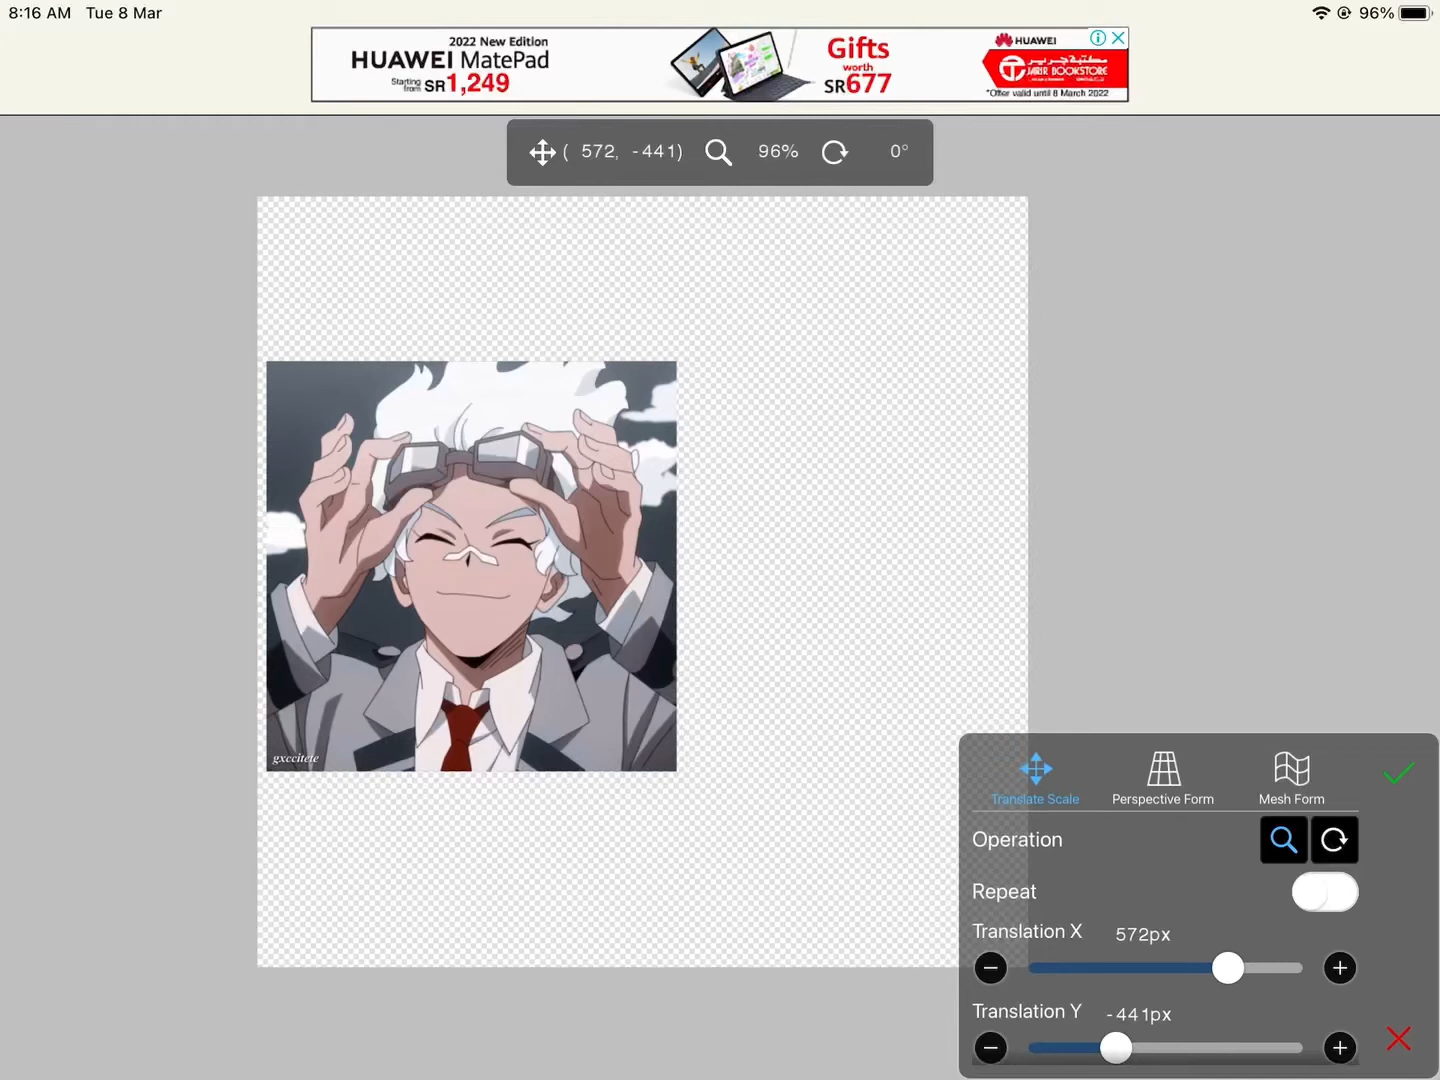 8:16 AM Tue 8 Mar
96%
2022 New Edition
HUAWEI MatePad
Starting from SR1,249
Gifts
worth
SR677
HUAWEI
مكتبة جرير
JARIR BOOKSTORE
*Offer valid until 8 March 2022
( 572, -441) 96% 0°
gxccitete
Translate Scale
Perspective Form
Mesh Form
Operation
Repeat
Translation X 572px
Translation Y -441px